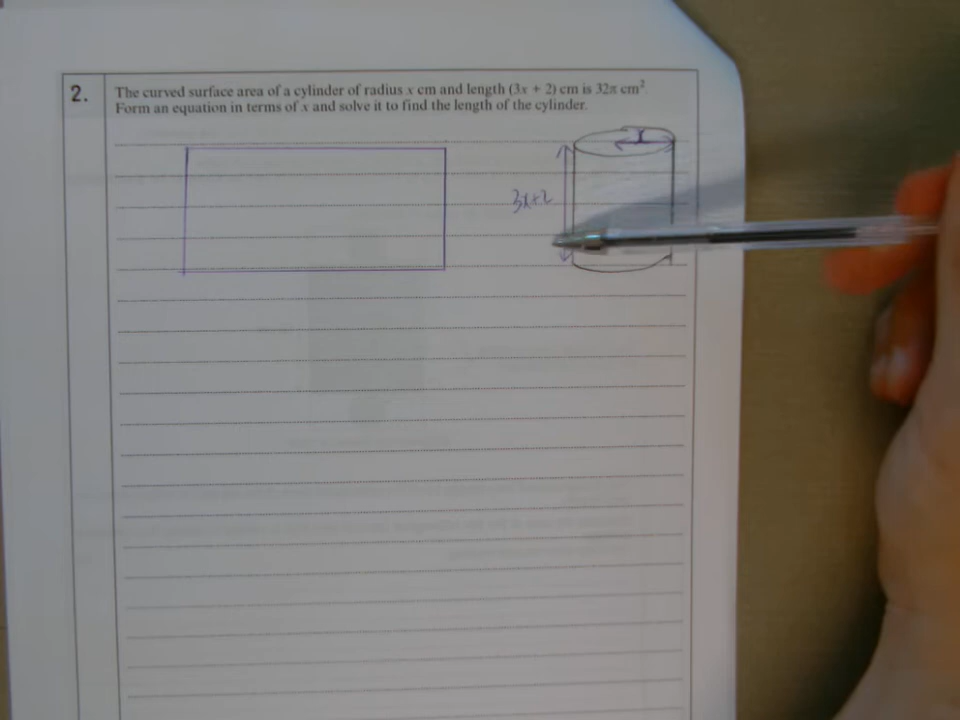 2. The curved surface area of a cylinder of radius x cm and length (3x + 2) cm is 32π cm².
Form an equation in terms of x and solve it to find the length of the cylinder.
x
3x+2